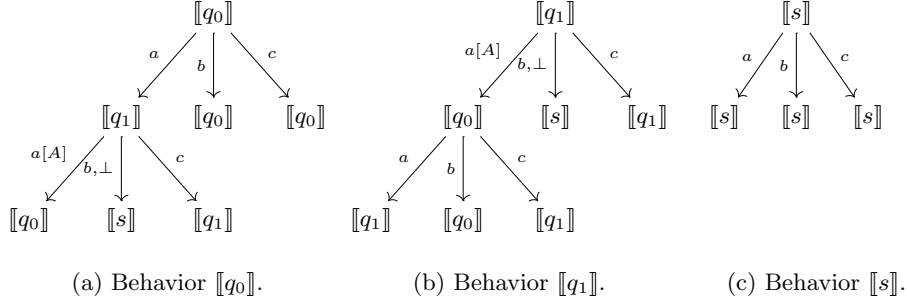 ⟦q₀⟧ ⟦q₁⟧ ⟦s⟧
a b c a[A] b,⊥ c a b c
⟦q₁⟧ ⟦q₀⟧ ⟦q₀⟧ ⟦q₀⟧ ⟦s⟧ ⟦q₁⟧ ⟦s⟧ ⟦s⟧ ⟦s⟧
a[A] b,⊥ c a b c
⟦q₀⟧ ⟦s⟧ ⟦q₁⟧ ⟦q₁⟧ ⟦q₀⟧ ⟦q₁⟧
(a) Behavior ⟦q₀⟧. (b) Behavior ⟦q₁⟧. (c) Behavior ⟦s⟧.